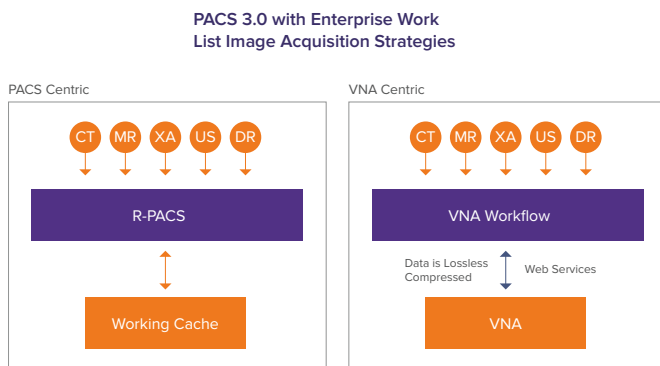 PACS 3.0 with Enterprise Work
List Image Acquisition Strategies
PACS Centric
CT MR XA US DR
R-PACS
Working Cache
VNA Centric
CT MR XA US DR
VNA Workflow
Data is Lossless
Compressed
Web Services
VNA